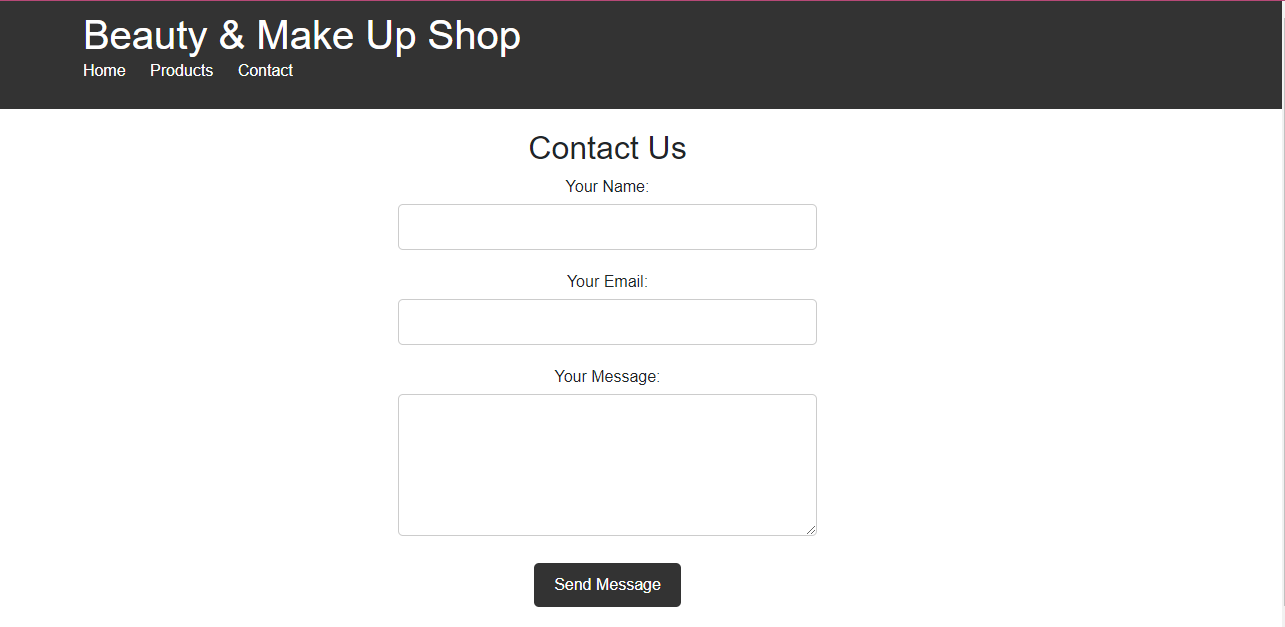 Beauty & Make Up Shop
Home Products Contact
Contact Us
Your Name:
Your Email:
Your Message:
Send Message